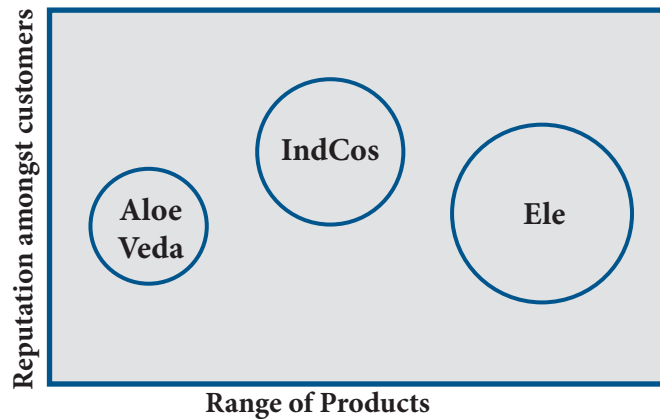 Reputation amongst customers
IndCos
Aloe
Veda
Ele
Range of Products